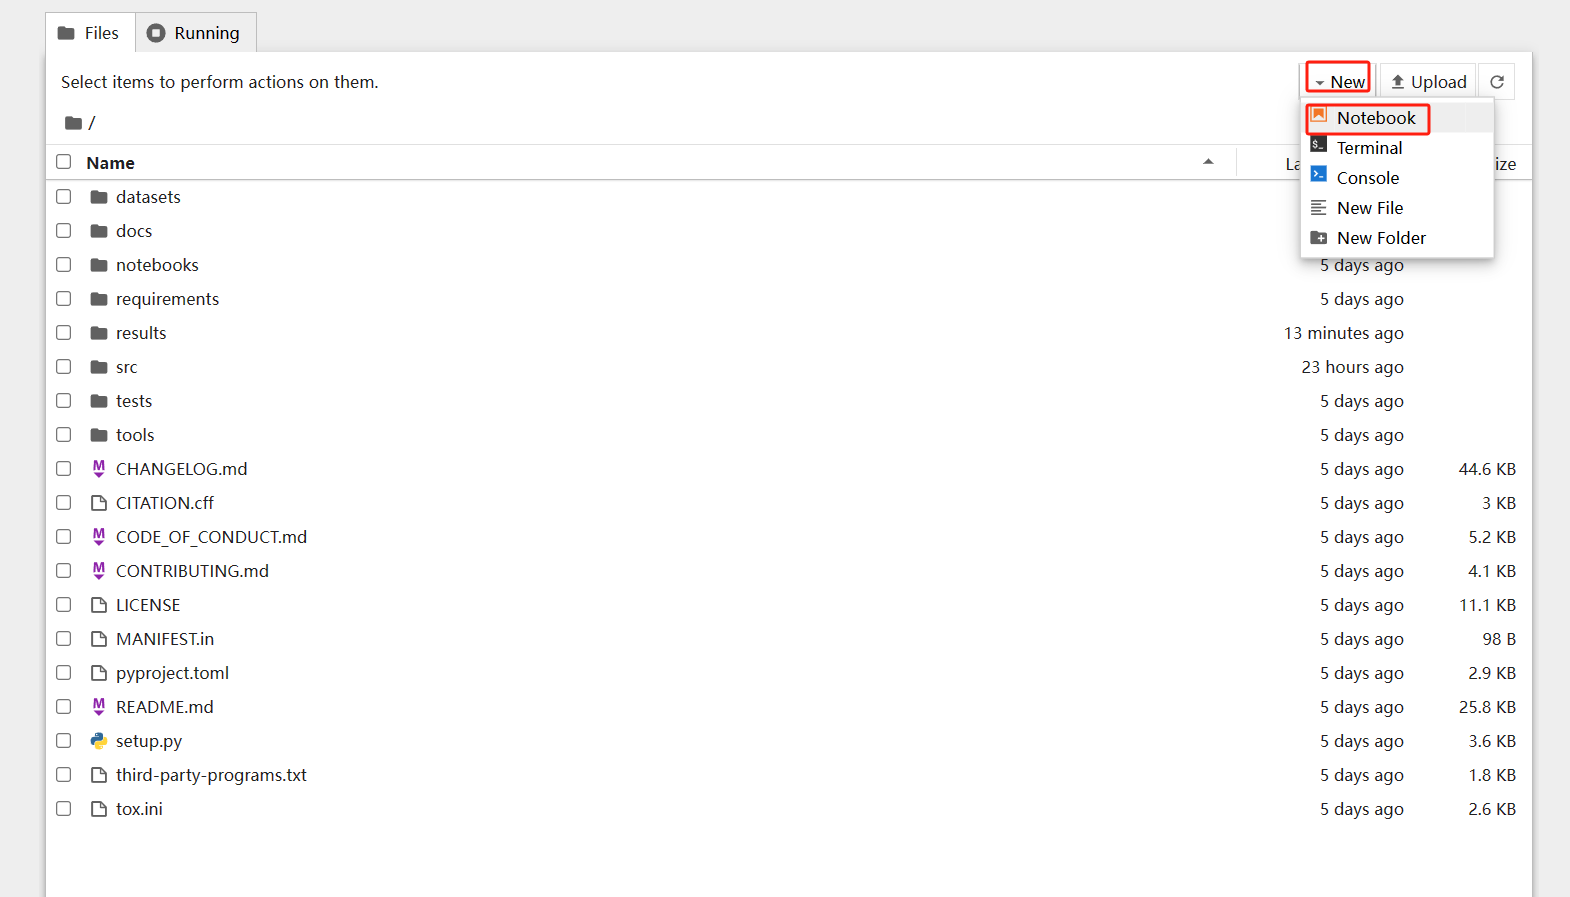 Files Running
Select items to perform actions on them. New Upload
/ Notebook
Terminal
Console
New File
New Folder
Name La ize
datasets
docs
notebooks 5 days ago
requirements 5 days ago
results 13 minutes ago
src 23 hours ago
tests 5 days ago
tools 5 days ago
CHANGELOG.md 5 days ago 44.6 KB
CITATION.cff 5 days ago 3 KB
CODE_OF_CONDUCT.md 5 days ago 5.2 KB
CONTRIBUTING.md 5 days ago 4.1 KB
LICENSE 5 days ago 11.1 KB
MANIFEST.in 5 days ago 98 B
pyproject.toml 5 days ago 2.9 KB
README.md 5 days ago 25.8 KB
setup.py 5 days ago 3.6 KB
third-party-programs.txt 5 days ago 1.8 KB
tox.ini 5 days ago 2.6 KB